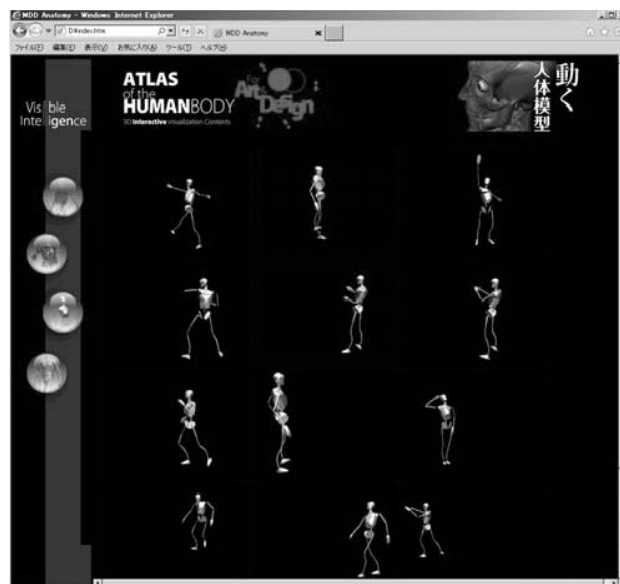 MDD Anatomy - Windows Internet Explorer
D:¥index.htm
MDD Anatomy
ファイル(F) 編集(E) 表示(V) お気に入り(A) ツール(T) ヘルプ(H)
Visible
Intelligence
ATLAS
of the
HUMANBODY
3D Interactive visualization Contents
For
Art&
Design
動く
人体模型